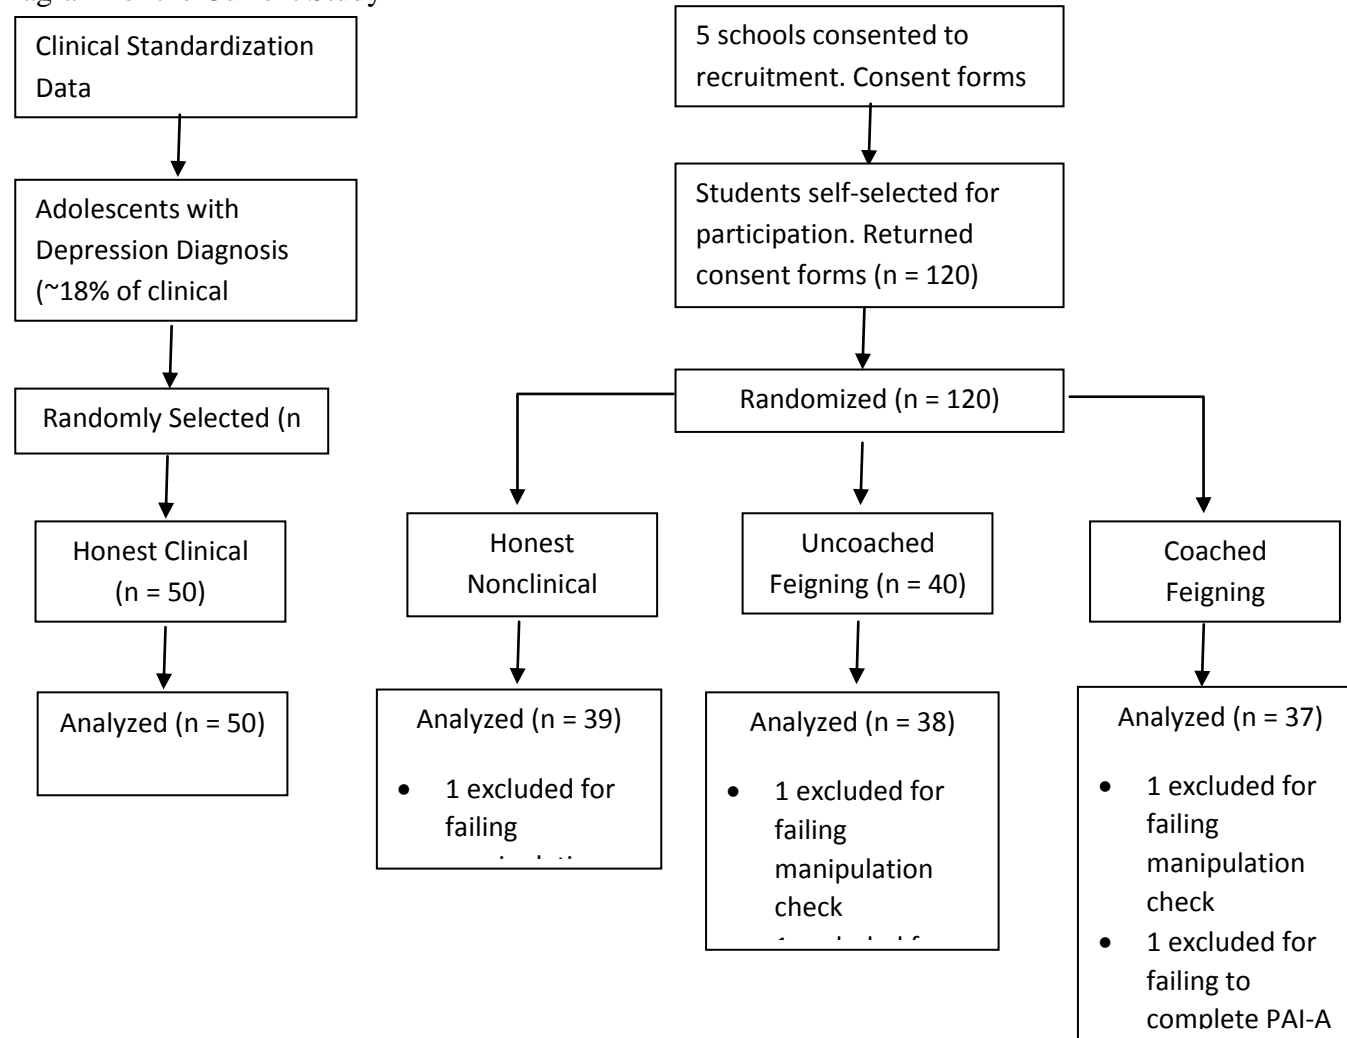 Clinical Standardization
Data
Adolescents with
Depression Diagnosis
(~18% of clinical
Randomly Selected (n
Honest Clinical
(n = 50)
Analyzed (n = 50)
5 schools consented to
recruitment. Consent forms
Students self-selected for
participation. Returned
consent forms (n = 120)
Randomized (n = 120)
Honest
Nonclinical
Analyzed (n = 39)
• 1 excluded for
failing
Uncoached
Feigning (n = 40)
Analyzed (n = 38)
• 1 excluded for
failing
manipulation
check
Coached
Feigning
Analyzed (n = 37)
• 1 excluded for
failing
manipulation
check
• 1 excluded for
failing to
complete PAI-A